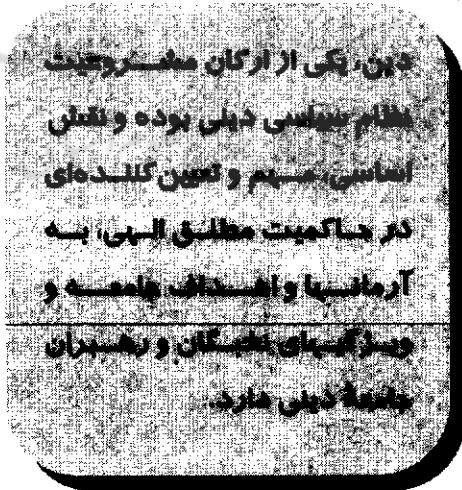 دین، یکی از ارکان مشروعیت
نظام سیاسی دینی بوده و نقش
اساسی، مهم و تعیین کننده‌ای
در حاکمیت مطلق الهی، به
آرمانها و اهداف جامعه و
ویژگیهای نخبگان و رهبران
جامعهٔ دینی دارد.